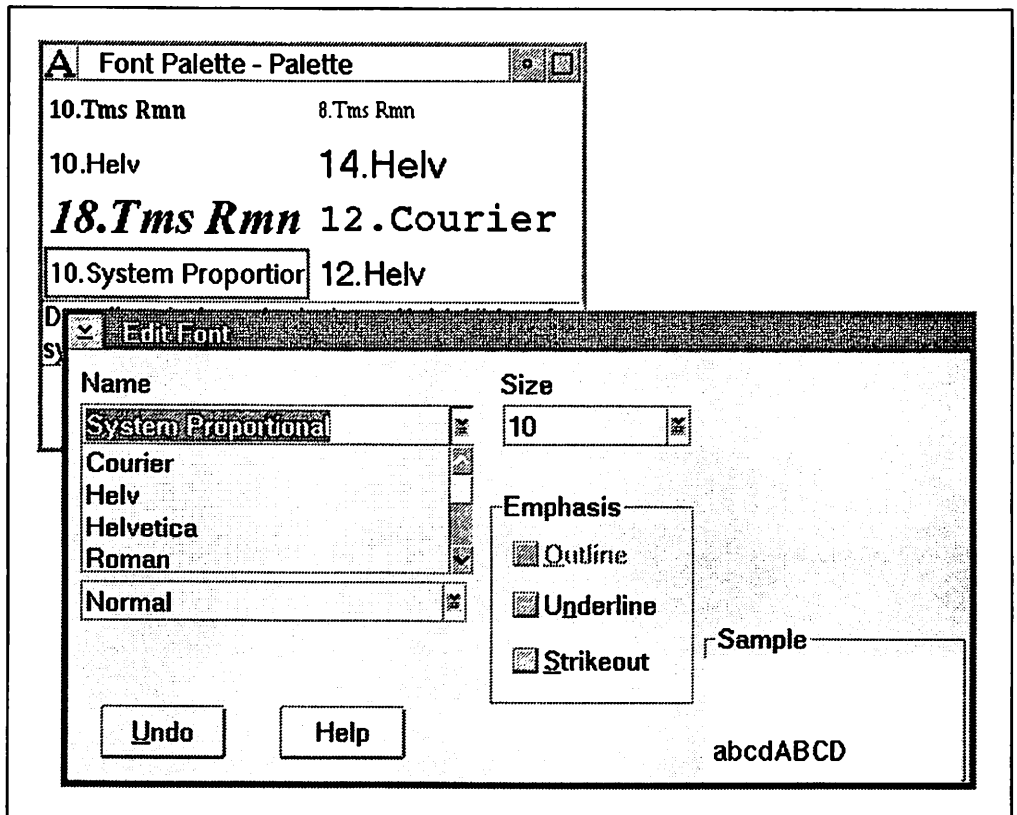 A Font Palette - Palette
10.Tms Rmn 8.Tms Rmn
10.Helv 14.Helv
18.Tms Rmn 12.Courier
10.System Proportior 12.Helv
Edit Font
Name Size
System Proportional 10
Courier
Helv
Helvetica
Roman
Normal
Emphasis
Outline
Underline
Strikeout
Sample
abcdABCD
Undo Help